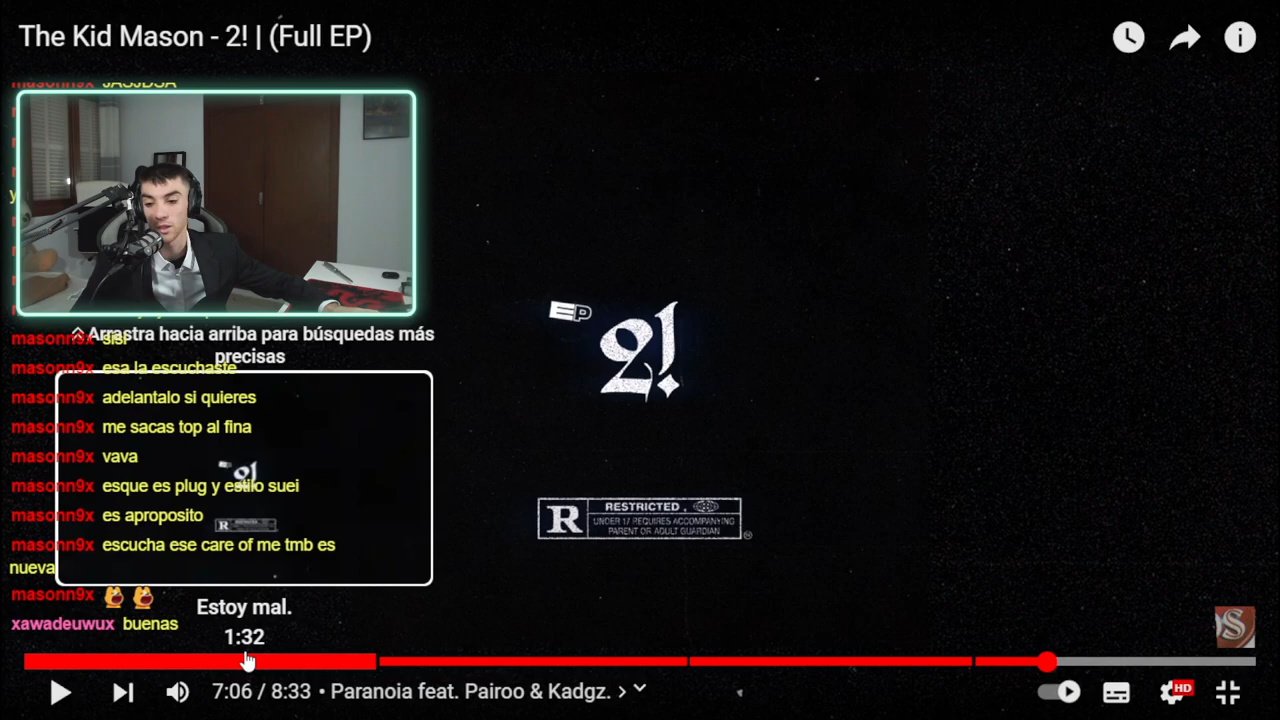 The Kid Mason - 2! | (Full EP)
masonn9x JASJDSA
Arrastra hacia arriba para búsquedas más
precisas
masonn9x sisi
masonn9x esa la escuchaste
masonn9x adelantalo si quieres
masonn9x me sacas top al fina
masonn9x vava
masonn9x esque es plug y estilo suei
masonn9x es aproposito
masonn9x escucha ese care of me tmb es
nueva
masonn9x
xawadeuwux buenas
EP
2!
R
RESTRICTED
UNDER 17 REQUIRES ACCOMPANYING
PARENT OR ADULT GUARDIAN
Estoy mal.
1:32
7:06 / 8:33 • Paranoia feat. Pairoo & Kadgz.
HD